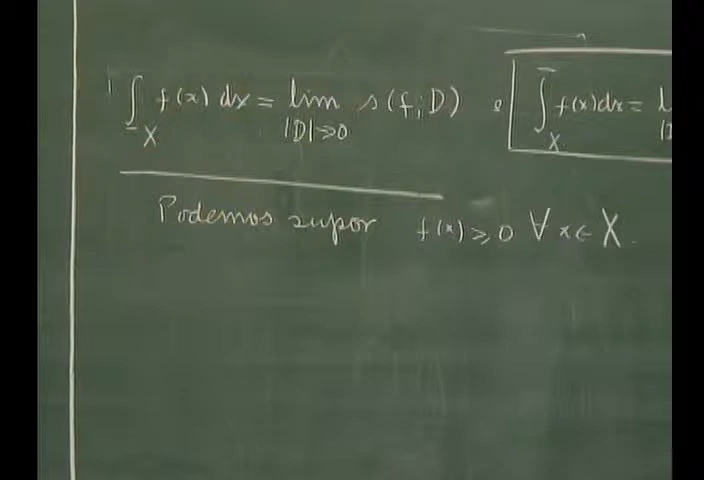 ∫_X f(x) dx = lim_{|D|→0} s(f;D) e ∫‾_X f(x)dx = l
Podemos supor f(x) ≥ 0 ∀ x ∈ X.